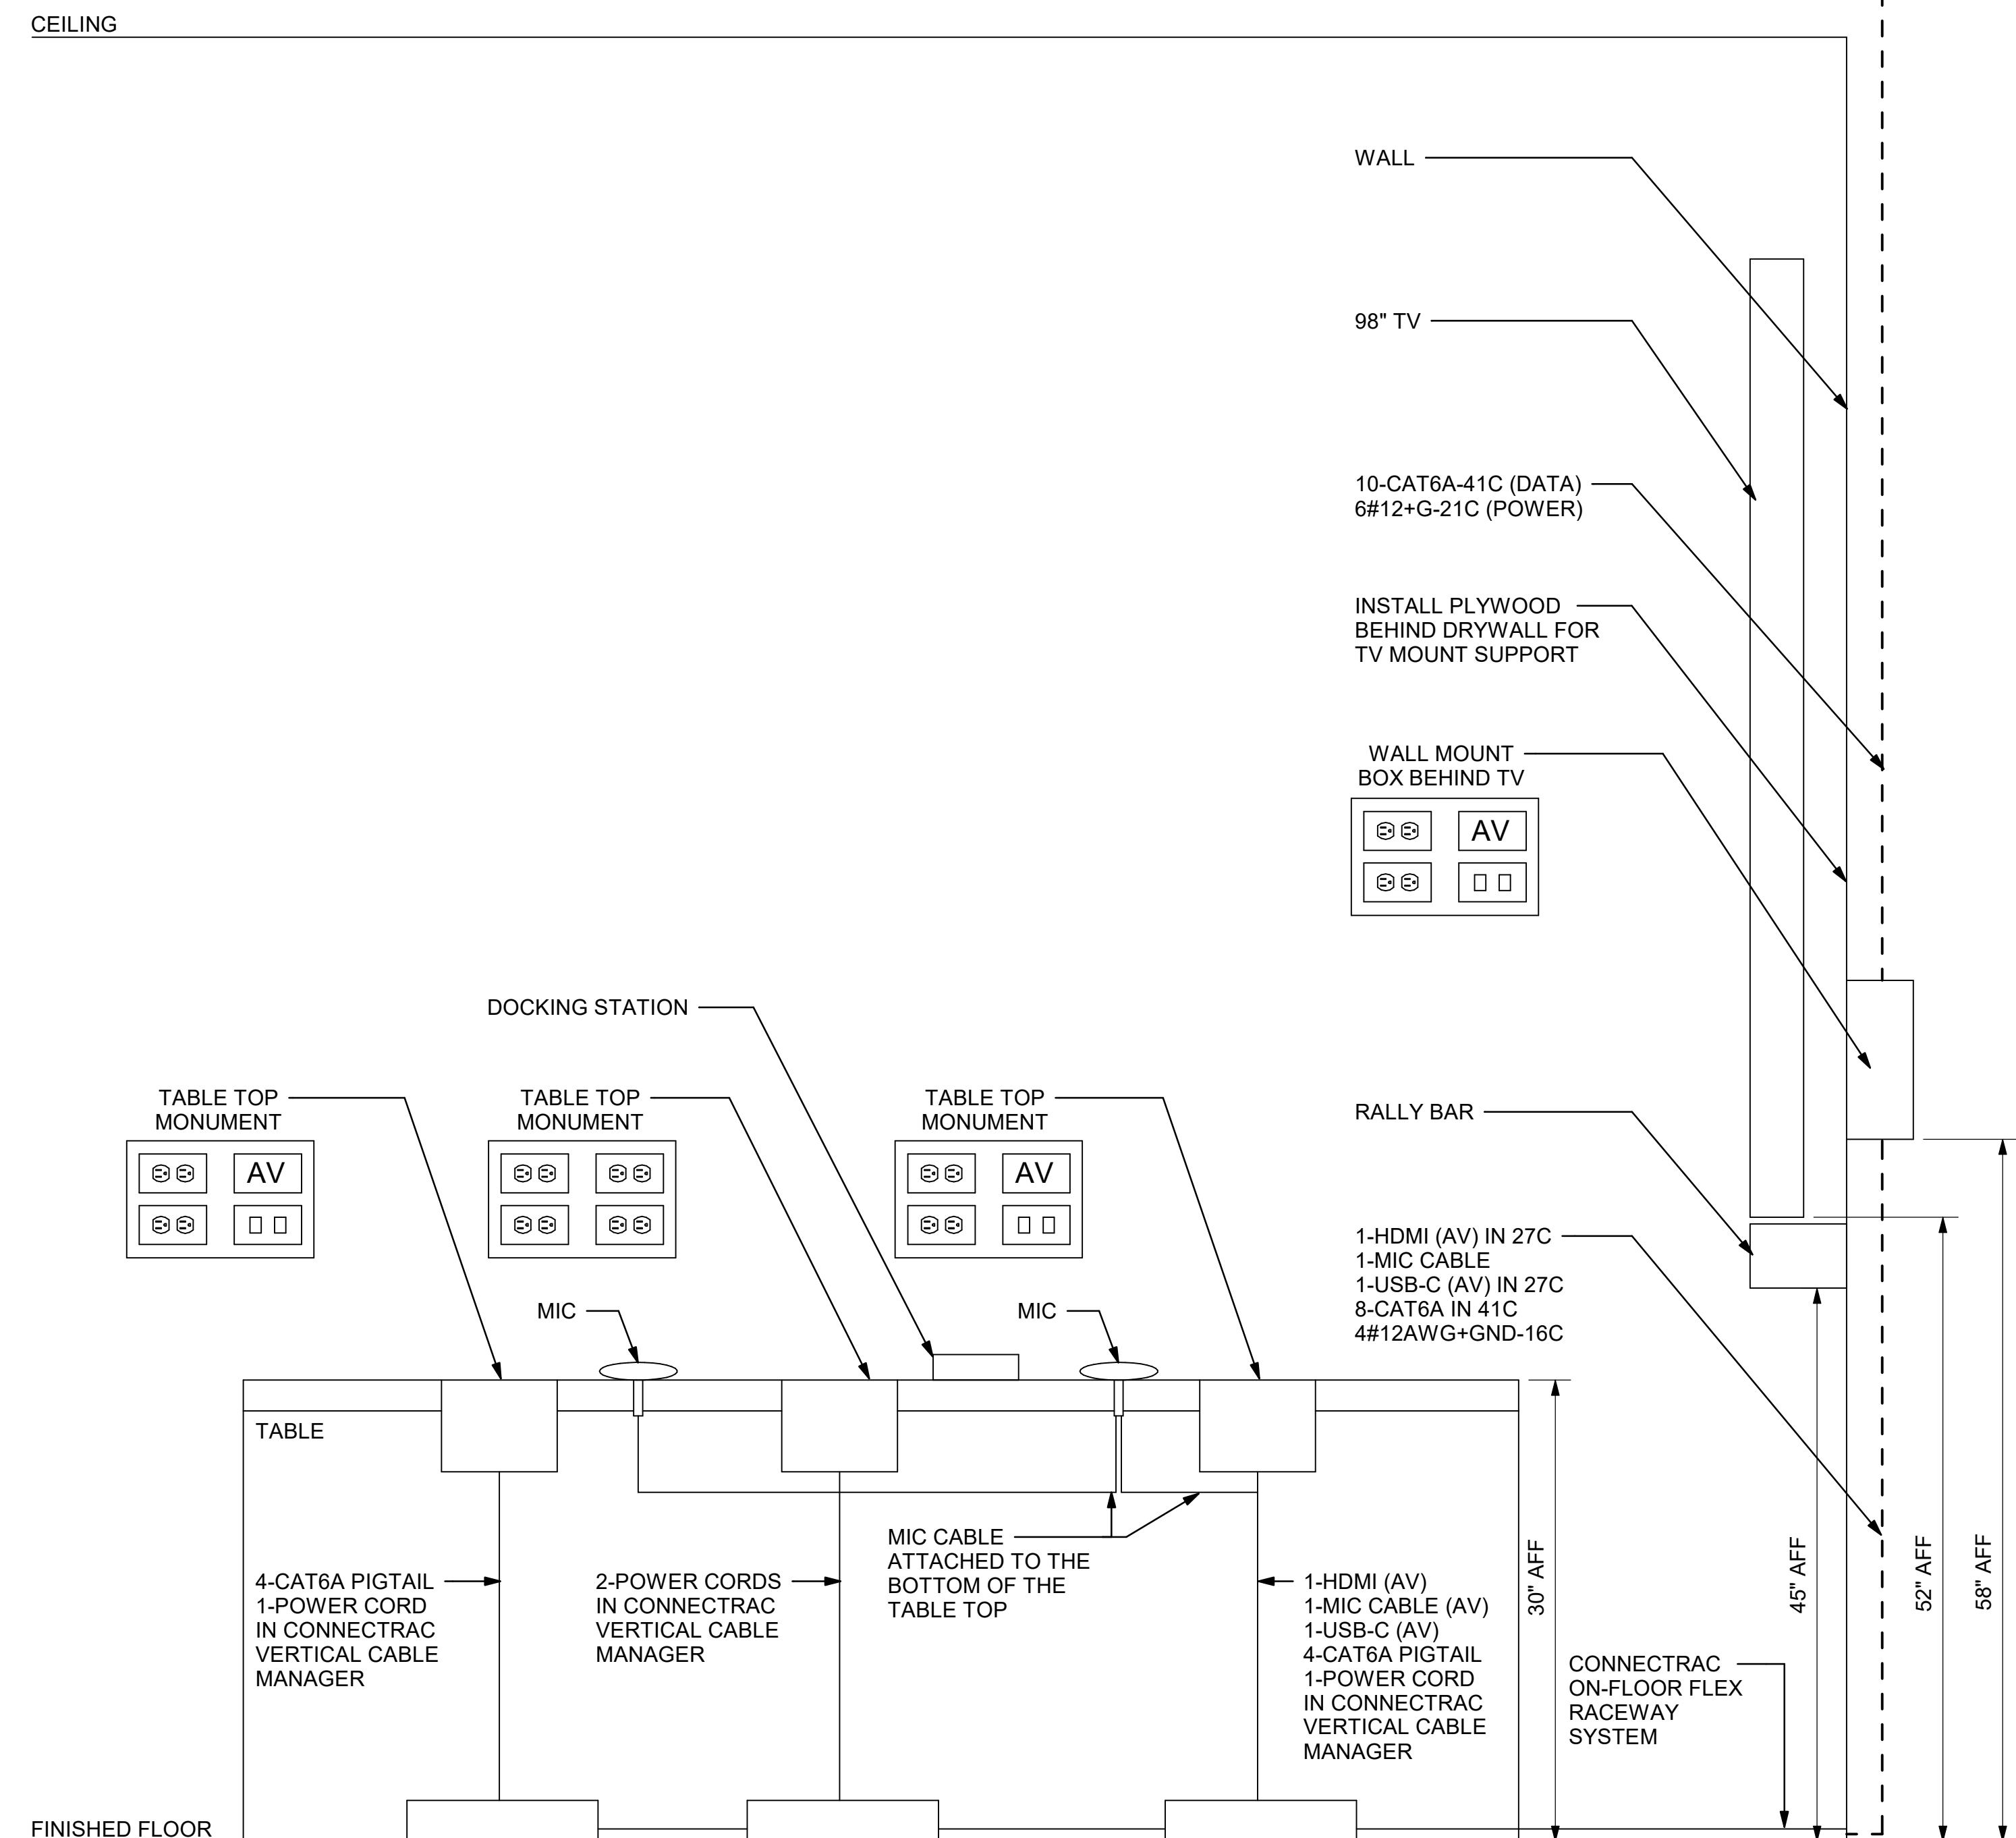 CEILING
WALL
98" TV
10-CAT6A-41C (DATA)
6#12+G-21C (POWER)
INSTALL PLYWOOD
BEHIND DRYWALL FOR
TV MOUNT SUPPORT
WALL MOUNT
BOX BEHIND TV
AV
DOCKING STATION
TABLE TOP
MONUMENT
AV
TABLE TOP
MONUMENT
TABLE TOP
MONUMENT
AV
RALLY BAR
1-HDMI (AV) IN 27C
1-MIC CABLE
1-USB-C (AV) IN 27C
8-CAT6A IN 41C
4#12AWG+GND-16C
MIC
MIC
TABLE
4-CAT6A PIGTAIL
1-POWER CORD
IN CONNECTRAC
VERTICAL CABLE
MANAGER
2-POWER CORDS
IN CONNECTRAC
VERTICAL CABLE
MANAGER
MIC CABLE
ATTACHED TO THE
BOTTOM OF THE
TABLE TOP
1-HDMI (AV)
1-MIC CABLE (AV)
1-USB-C (AV)
4-CAT6A PIGTAIL
1-POWER CORD
IN CONNECTRAC
VERTICAL CABLE
MANAGER
30" AFF
CONNECTRAC
ON-FLOOR FLEX
RACEWAY
SYSTEM
45" AFF
52" AFF
58" AFF
FINISHED FLOOR